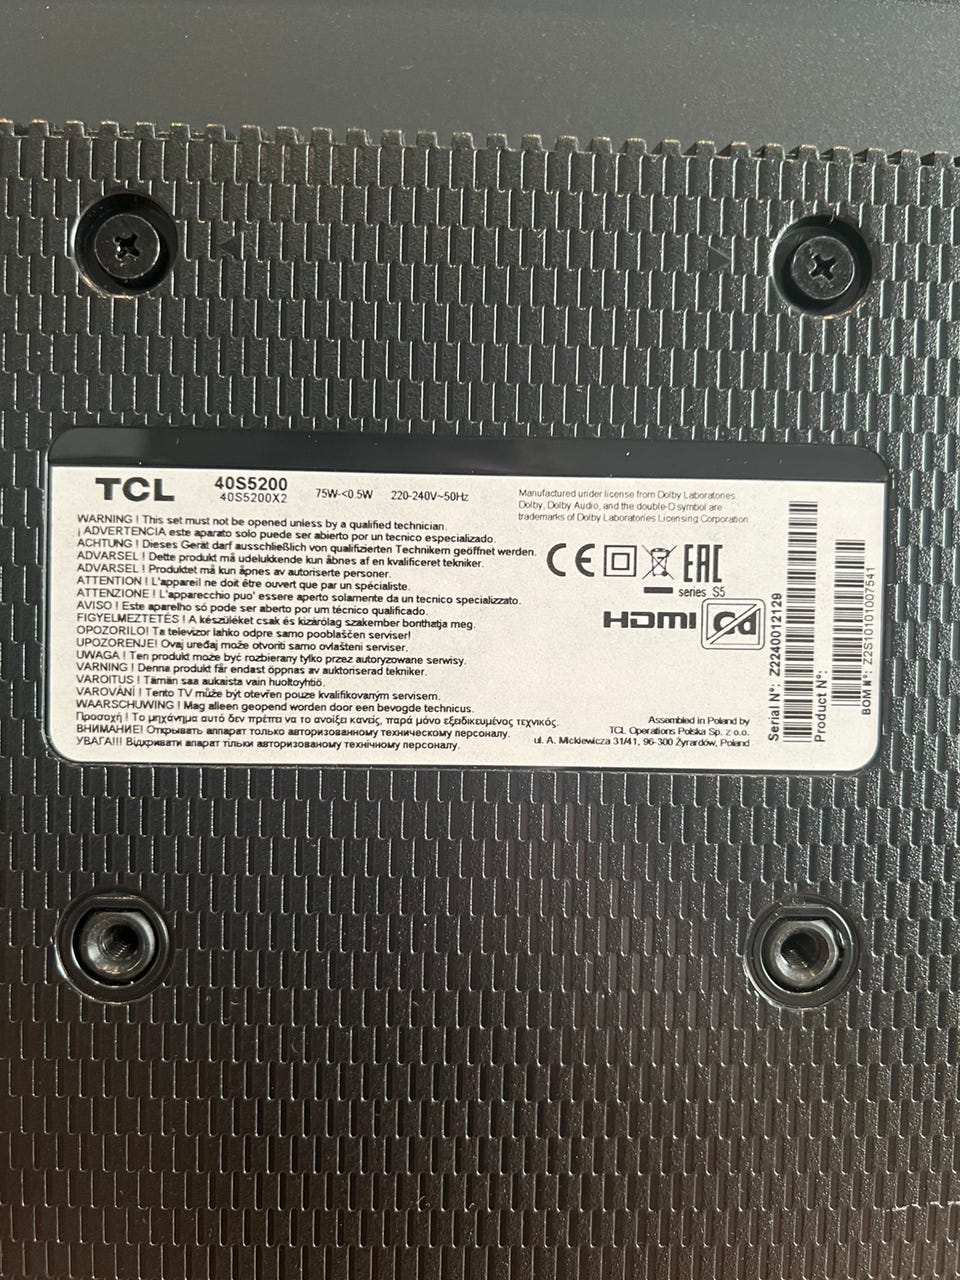 TCL
40S5200
40S5200X2
75W-<0.5W
220-240V~50Hz
Manufactured under license from Dolby Laboratories.
Dolby, Dolby Audio, and the double-D symbol are
trademarks of Dolby Laboratories Licensing Corporation.
WARNING ! This set must not be opened unless by a qualified technician.
¡ ADVERTENCIA este aparato solo puede ser abierto por un tecnico especializado.
ACHTUNG ! Dieses Gerät darf ausschließlich von qualifizierten Technikern geöffnet werden.
ADVARSEL ! Dette produkt må udelukkende kun åbnes af en kvalificeret tekniker.
ADVARSEL ! Produktet må kun åpnes av autoriserte personer.
ATTENTION ! L'appareil ne doit être ouvert que par un spécialiste.
ATTENZIONE ! L'apparecchio puo' essere aperto solamente da un tecnico specializzato.
AVISO ! Este aparelho só pode ser aberto por um técnico qualificado.
FIGYELMEZTETÉS ! A készüléket csak és kizárólag szakember bonthatja meg.
OPOZORILO! Ta televizor lahko odpre samo pooblaščen serviser!
UPOZORENJE! Ovaj uređaj može otvoriti samo ovlašteni serviser.
UWAGA ! Ten produkt może być rozbierany tylko przez autoryzowane serwisy.
VARNING ! Denna produkt får endast öppnas av auktoriserad tekniker.
VAROITUS ! Tämän saa aukaista vain huoltoyhtiö.
VAROVÁNÍ ! Tento TV může být otevřen pouze kvalifikovaným servisem.
WAARSCHUWING ! Mag alleen geopend worden door een bevoegde technicus.
Προσοχή ! Το μηχάνημα αυτό δεν πρέπει να το ανοίξει κανείς, παρά μόνο εξειδικευμένος τεχνικός.
ВНИМАНИЕ! Открывать аппарат только авторизованному техническому персоналу.
УВАГА!!! Відкривати апарат тільки авторизованому технічному персоналу.
CE
EAC
series S5
HDMI
Assembled in Poland by
TCL Operations Polska Sp. z o.o.
ul. A. Mickiewicza 31/41, 96-300 Żyrardów, Poland
Serial N°: Z2240012129
Product N°:
BOM#°: Z2S10101007541